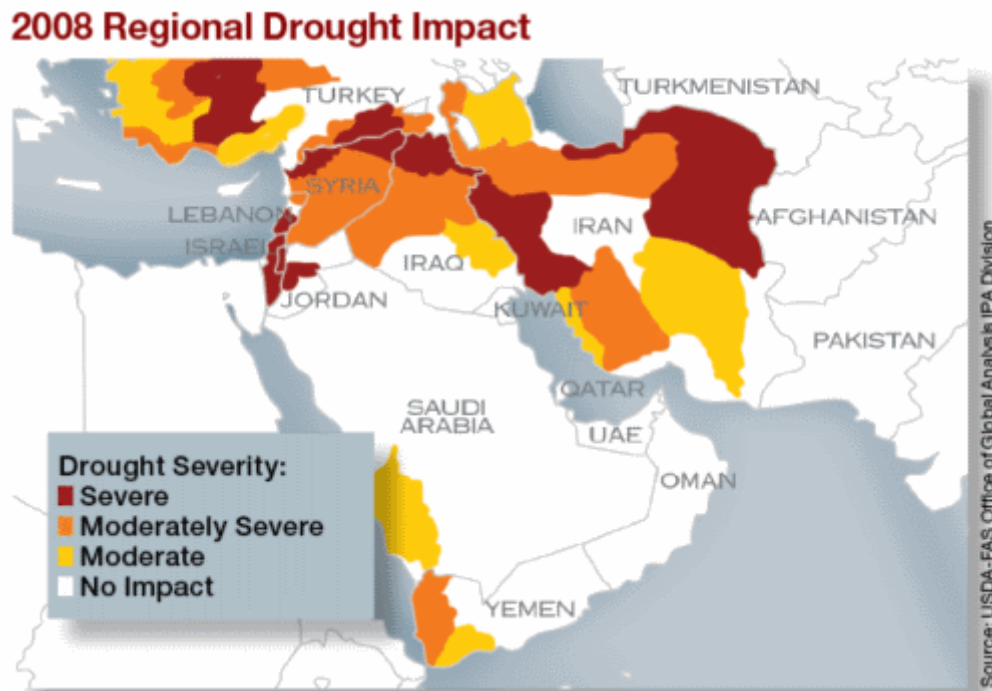 2008 Regional Drought Impact
TURKMENISTAN
TURKEY
SYRIA
LEBANON
AFGHANISTAN
IRAN
ISRAEL
IRAQ
JORDAN
KUWAIT
PAKISTAN
QATAR
SAUDI
ARABIA
UAE
OMAN
YEMEN
Drought Severity:
Severe
Moderately Severe
Moderate
No Impact
Source: USDA-FAS Office of Global Analysis IPA Division